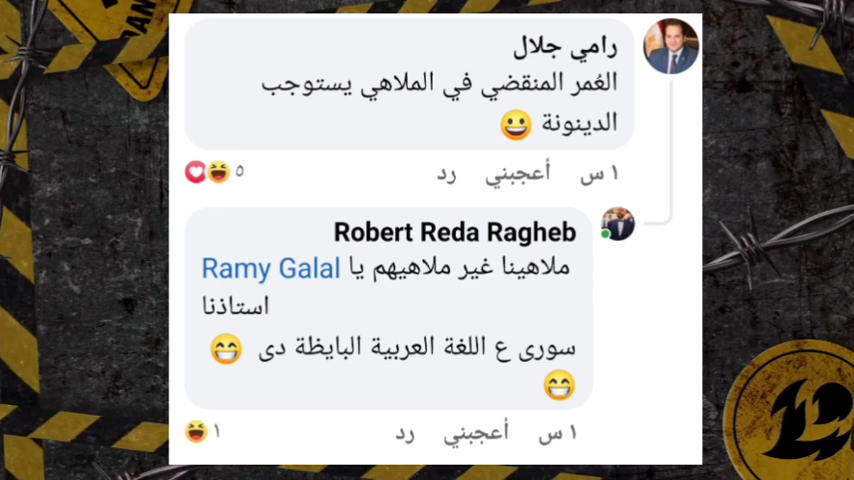 DAN
رامي جلال
العُمر المنقضي في الملاهي يستوجب
الدينونة 😀
١ س أعجبني رد ٥
Robert Reda Ragheb
ملاهينا غير ملاهيهم يا Ramy Galal
استاذنا
سورى ع اللغة العربية البايظة دى 😁
😁
١ س أعجبني رد ١